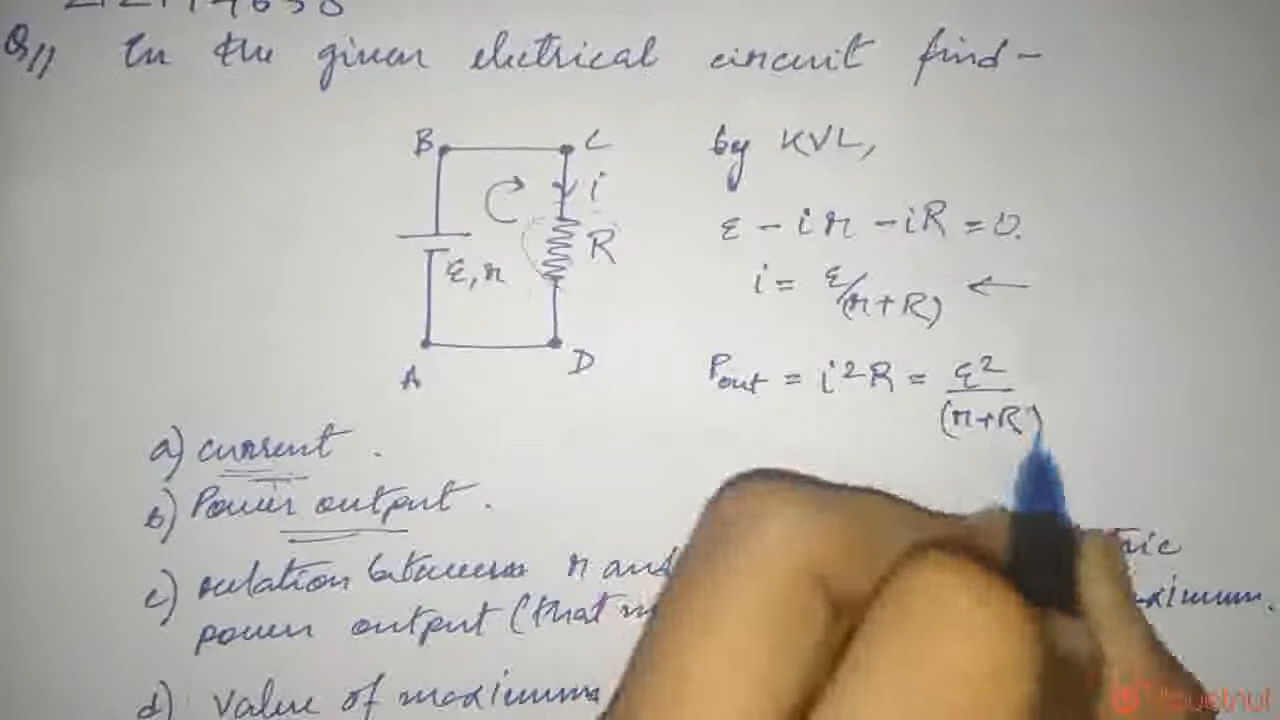 Q// In the given electrical circuit find-
B C
i
R
ε, r
A D
by KVL,
ε - ir - iR = 0.
i = ε/(r+R) ←
Pout = i²R = ε²/(r+R)
a) current.
b) Power output.
c) relation between r and
power output (that
d) value of maximum